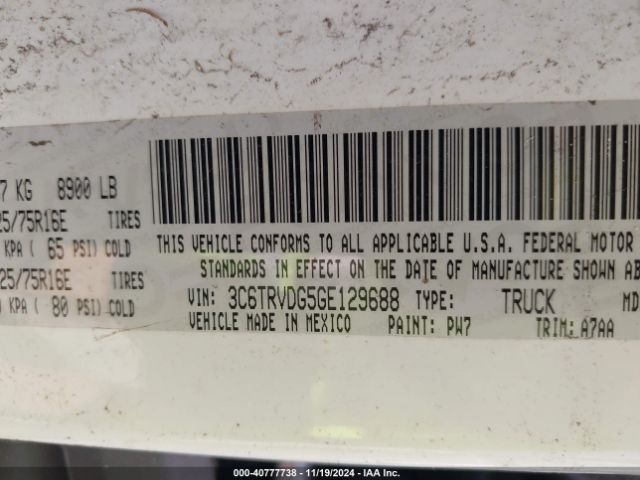 7 KG 8900 LB
25/75R16E TIRES
KPA ( 65 PSI) COLD
25/75R16E TIRES
KPA ( 80 PSI) COLD
THIS VEHICLE CONFORMS TO ALL APPLICABLE U.S.A. FEDERAL MOTOR
STANDARDS IN EFFECT ON THE DATE OF MANUFACTURE SHOWN AB
VIN: 3C6TRVDG5GE129688 TYPE: TRUCK MD
VEHICLE MADE IN MEXICO PAINT: PW7 TRIM: A7AA
000-40777738 - 11/19/2024 - IAA Inc.